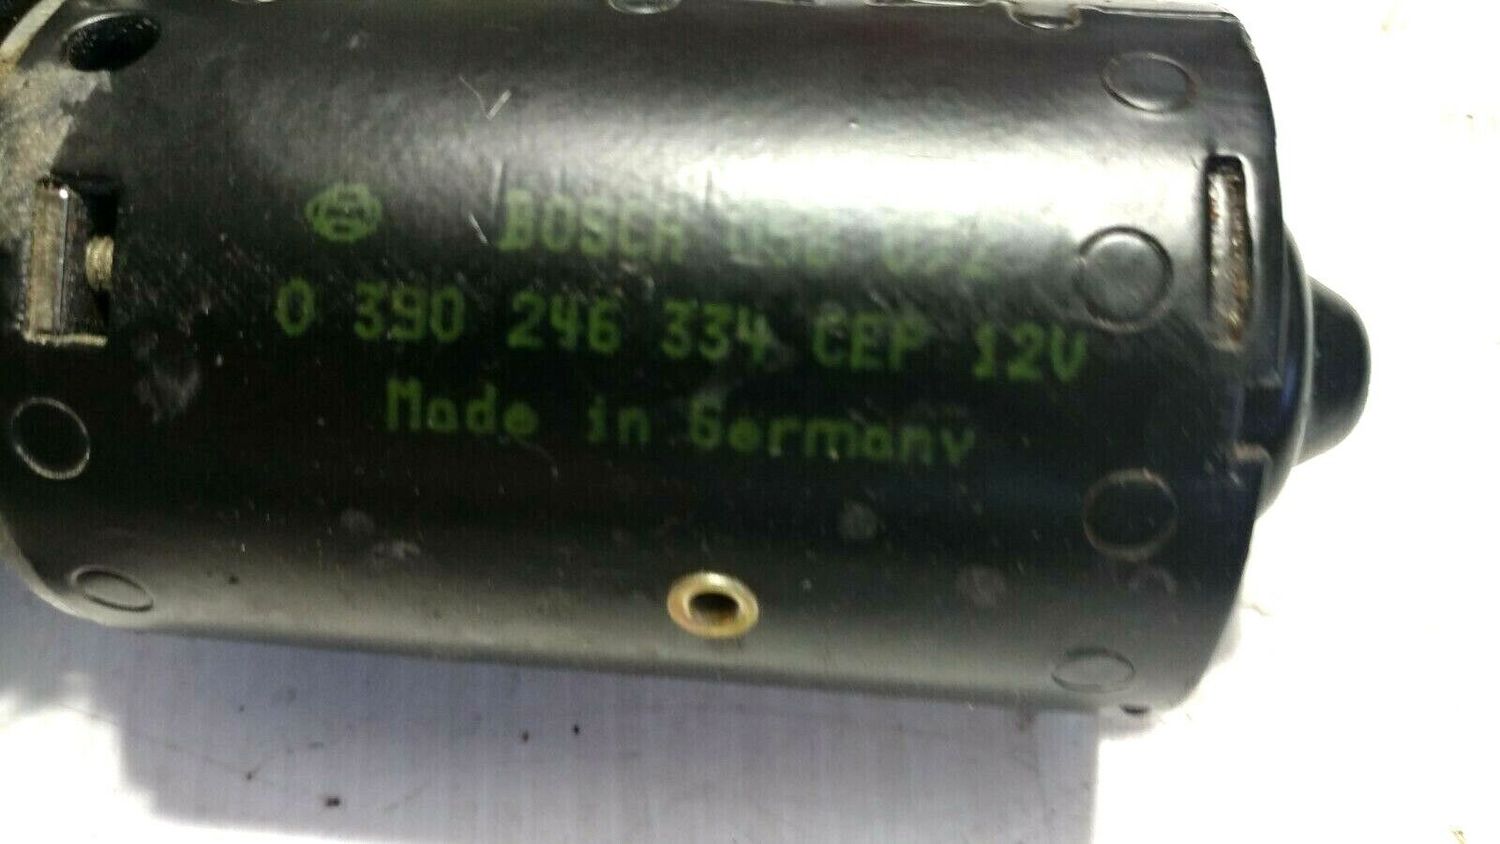 BOSCH
0 390 246 334 CEP 12V
Made in Germany